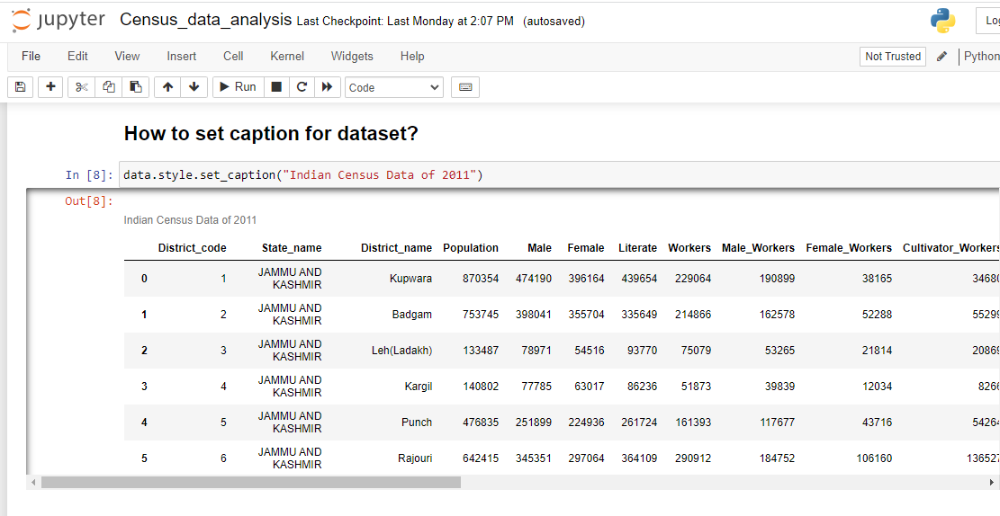 jupyter Census_data_analysis Last Checkpoint: Last Monday at 2:07 PM (autosaved)
File Edit View Insert Cell Kernel Widgets Help Not Trusted Python
Run Code
How to set caption for dataset?
In [8]: data.style.set_caption("Indian Census Data of 2011")
Out[8]:
Indian Census Data of 2011
District_code State_name District_name Population Male Female Literate Workers Male_Workers Female_Workers Cultivator_Workers
0 1 JAMMU AND KASHMIR Kupwara 870354 474190 396164 439654 229064 190899 38165 34680
1 2 JAMMU AND KASHMIR Badgam 753745 398041 355704 335649 214866 162578 52288 55299
2 3 JAMMU AND KASHMIR Leh(Ladakh) 133487 78971 54516 93770 75079 53265 21814 20869
3 4 JAMMU AND KASHMIR Kargil 140802 77785 63017 86236 51873 39839 12034 8266
4 5 JAMMU AND KASHMIR Punch 476835 251899 224936 261724 161393 117677 43716 54264
5 6 JAMMU AND KASHMIR Rajouri 642415 345351 297064 364109 290912 184752 106160 136527